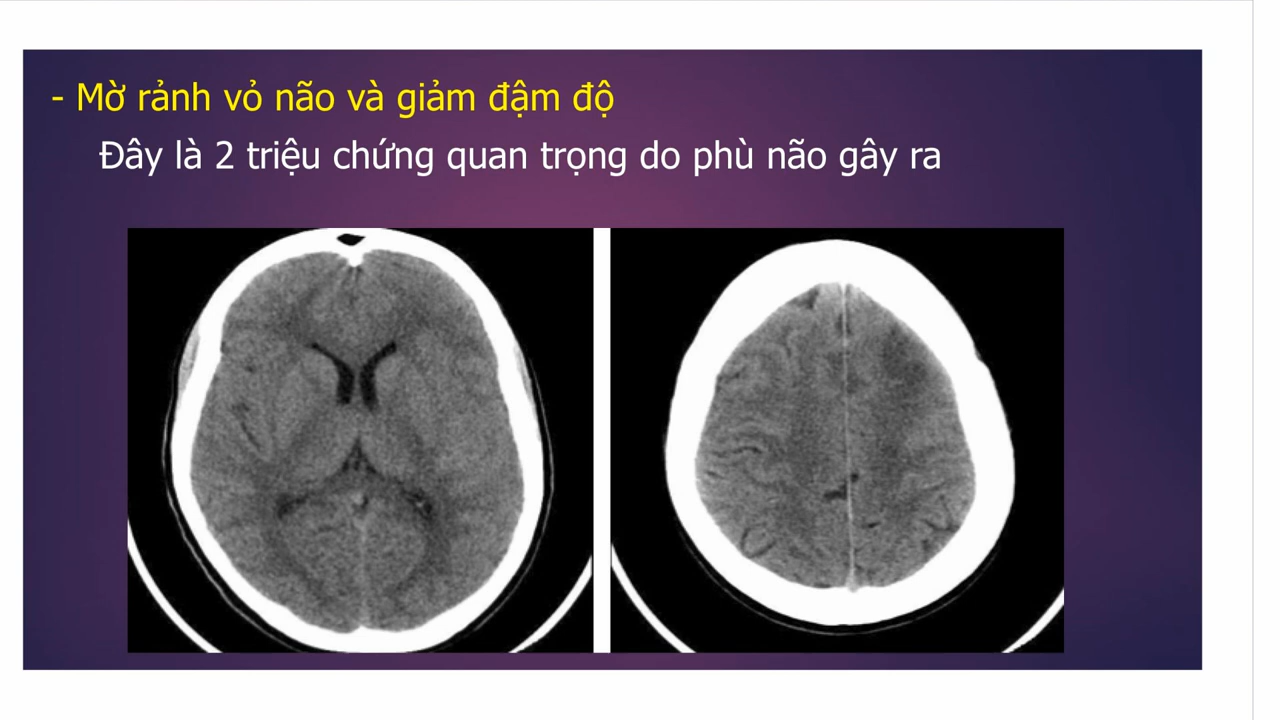 - Mờ rảnh vỏ não và giảm đậm độ
Đây là 2 triệu chứng quan trọng do phù não gây ra